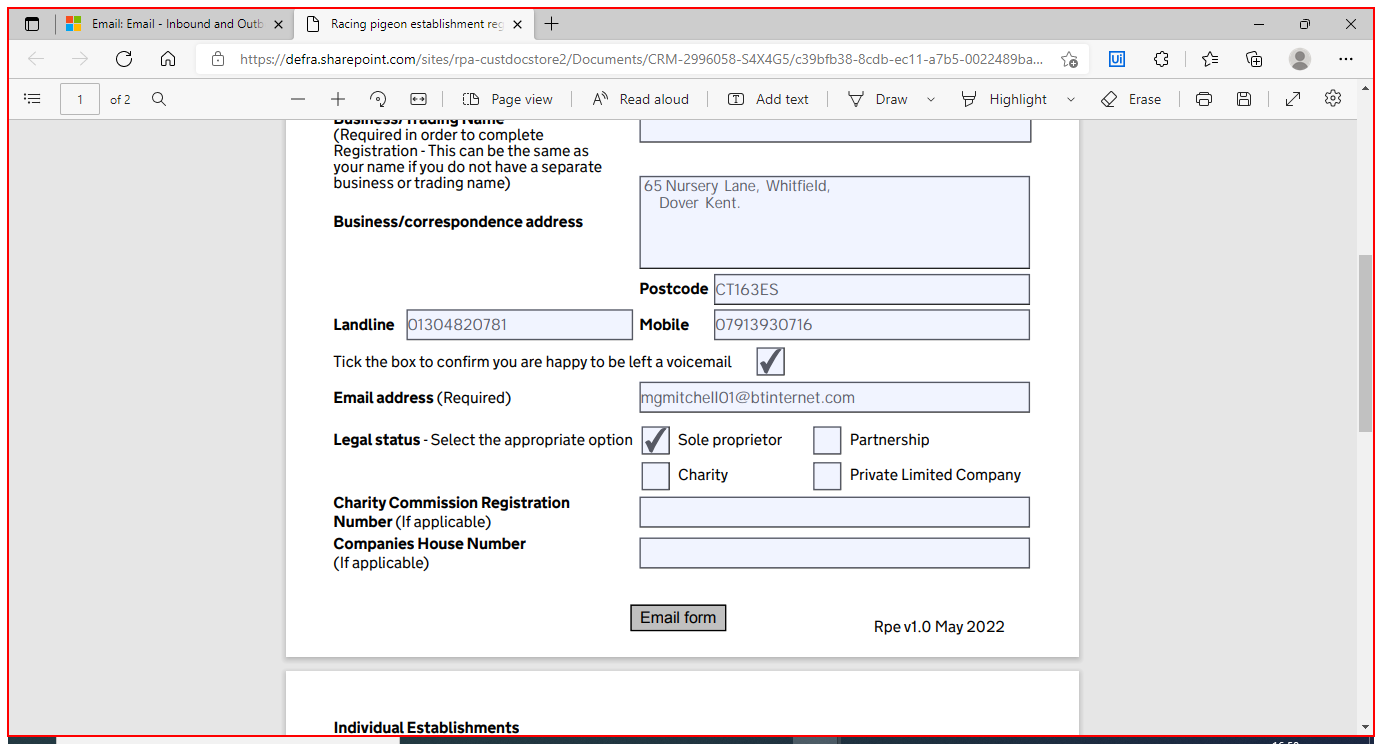 Email: Email - Inbound and Outb
Racing pigeon establishment reg
https://defra.sharepoint.com/sites/rpa-custdocstore2/Documents/CRM-2996058-S4X4G5/c39bfb38-8cdb-ec11-a7b5-0022489ba...
Ui
1 of 2 Page view Read aloud Add text Draw Highlight Erase
Business/Trading Name
(Required in order to complete
Registration - This can be the same as
your name if you do not have a separate
business or trading name)
65 Nursery Lane, Whitfield,
Dover Kent.
Business/correspondence address
Postcode CT163ES
Landline 01304820781 Mobile 07913930716
Tick the box to confirm you are happy to be left a voicemail
Email address (Required) mgmitchell01@btinternet.com
Legal status - Select the appropriate option Sole proprietor Partnership
Charity Private Limited Company
Charity Commission Registration
Number (If applicable)
Companies House Number
(If applicable)
Email form
Rpe v1.0 May 2022
Individual Establishments